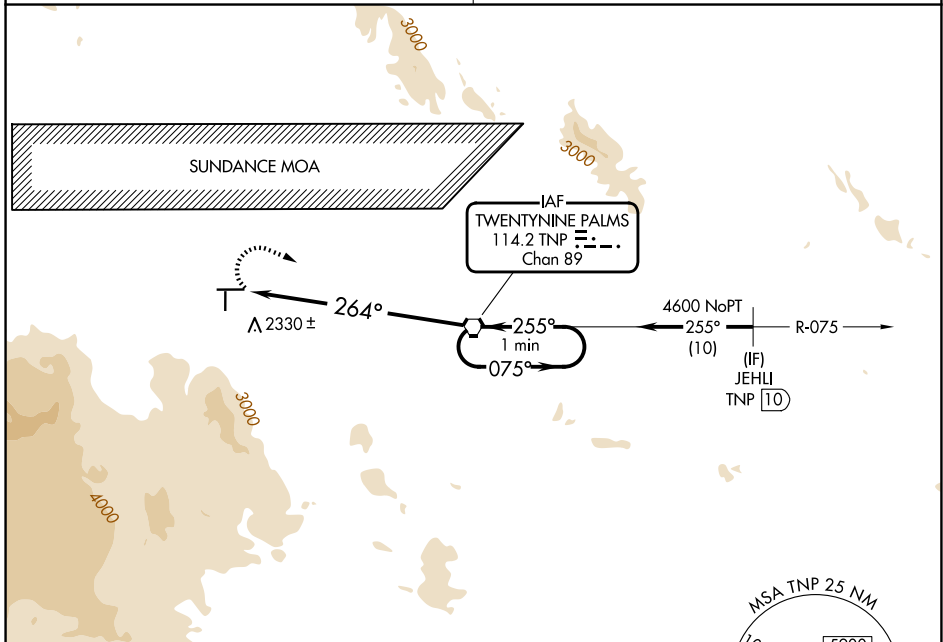 3000
SUNDANCE MOA
3000
IAF
TWENTYNINE PALMS
114.2 TNP
Chan 89
264°
2330 ±
255°
1 min
075°
4600 NoPT
255°
(10)
R-075
(IF)
JEHLI
TNP 10
3000
4000
MSA TNP 25 NM